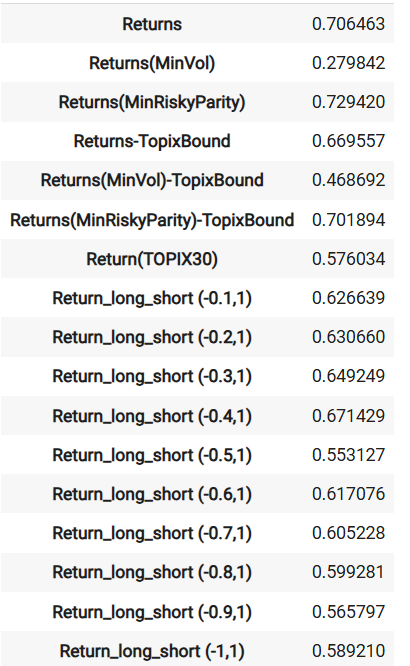 Returns 0.706463
Returns(MinVol) 0.279842
Returns(MinRiskyParity) 0.729420
Returns-TopixBound 0.669557
Returns(MinVol)-TopixBound 0.468692
Returns(MinRiskyParity)-TopixBound 0.701894
Return(TOPIX30) 0.576034
Return_long_short (-0.1,1) 0.626639
Return_long_short (-0.2,1) 0.630660
Return_long_short (-0.3,1) 0.649249
Return_long_short (-0.4,1) 0.671429
Return_long_short (-0.5,1) 0.553127
Return_long_short (-0.6,1) 0.617076
Return_long_short (-0.7,1) 0.605228
Return_long_short (-0.8,1) 0.599281
Return_long_short (-0.9,1) 0.565797
Return_long_short (-1,1) 0.589210